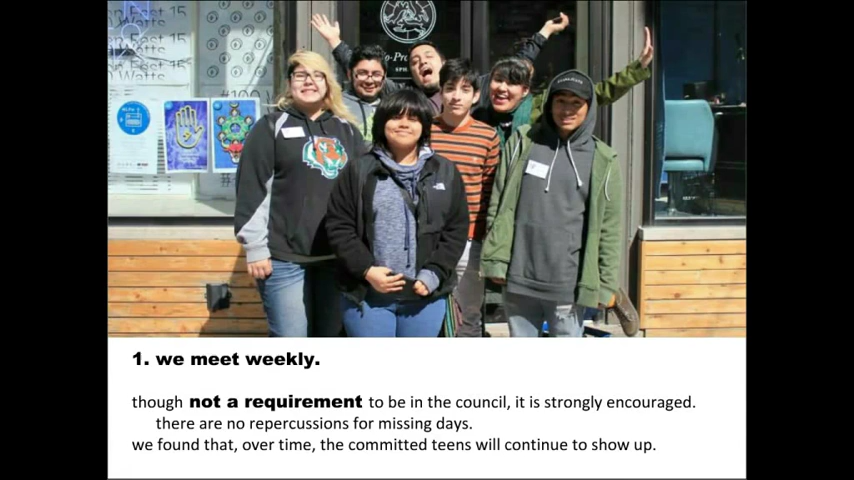 #100
1. we meet weekly.
though not a requirement to be in the council, it is strongly encouraged.
there are no repercussions for missing days.
we found that, over time, the committed teens will continue to show up.